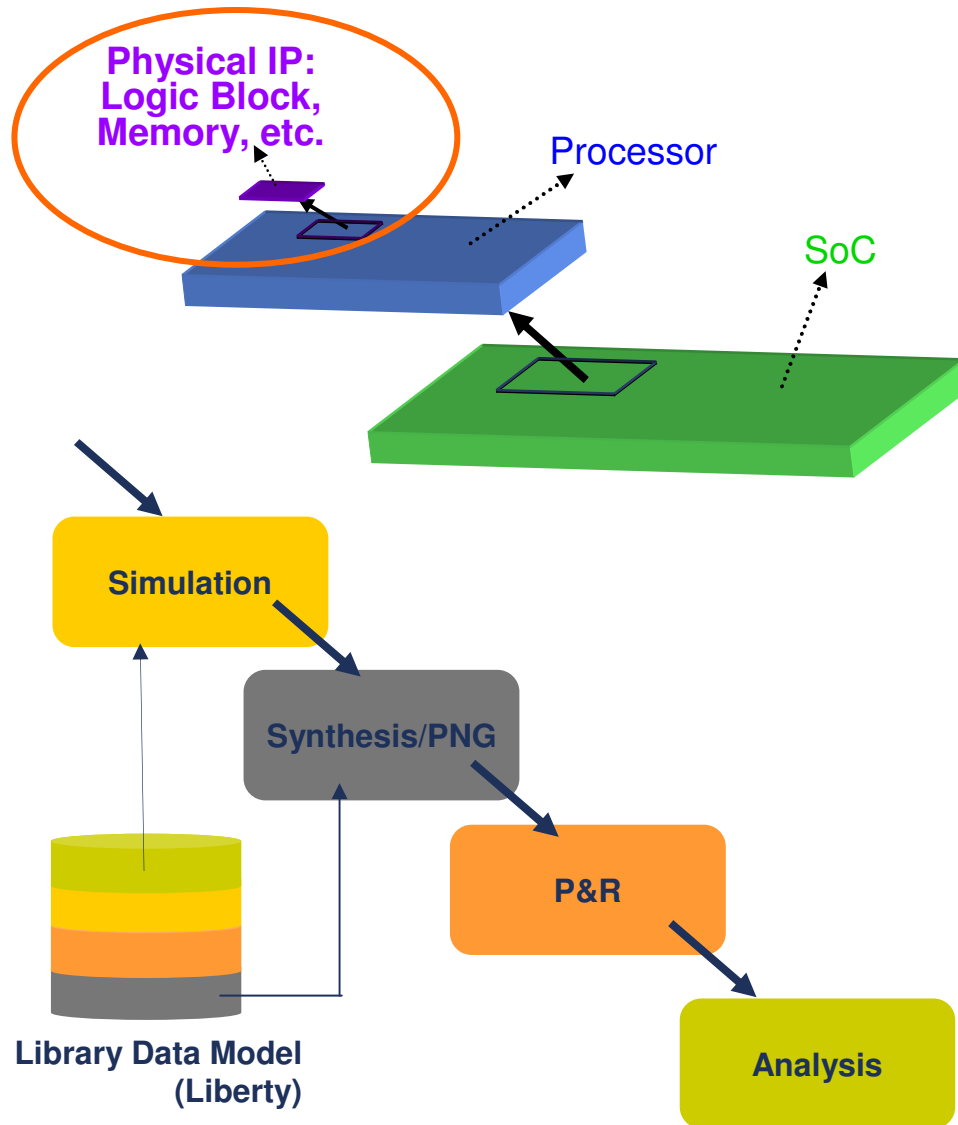 Physical IP:
Logic Block,
Memory, etc.
Processor
SoC
Simulation
Synthesis/PNG
P&R
Library Data Model
(Liberty)
Analysis